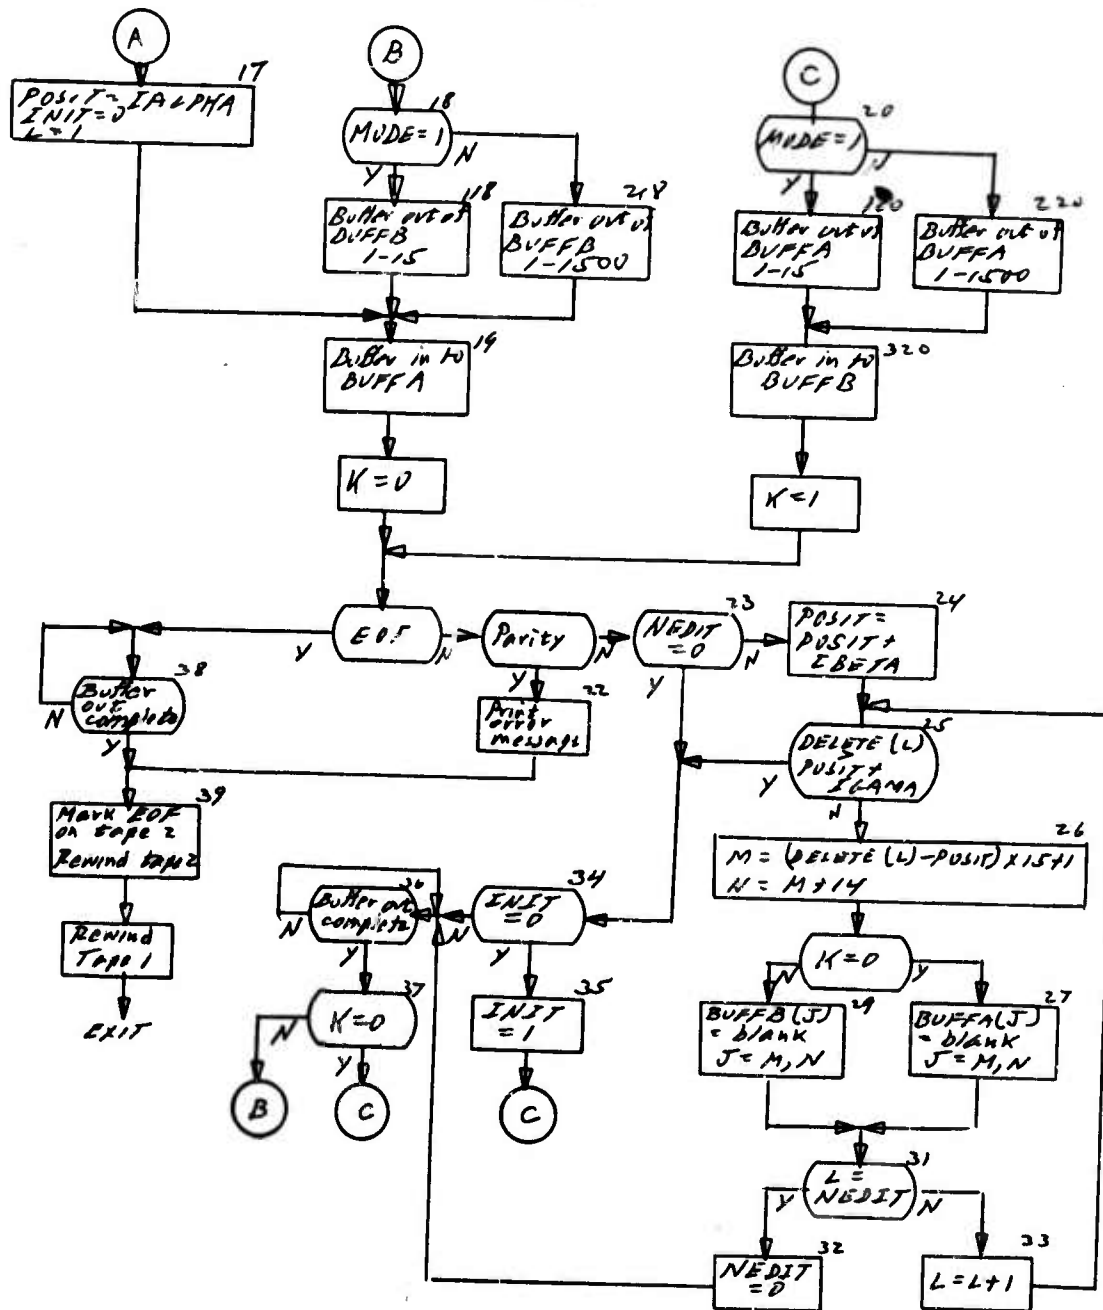 A
17
POSIT=IALPHA
INIT=0
L=1
B
18
MODE=1
N
Y
118
Buffer out of
BUFFB
1-15
218
Buffer out of
BUFFB
1-1500
C
20
MODE=1
N
Y
120
Buffer out of
BUFFA
1-15
220
Buffer out of
BUFFA
1-1500
19
Buffer in to
BUFFA
320
Buffer in to
BUFFB
K=0
K=1
EOF
Y
N
Parity
N
Y
23
NEDIT
=0
N
Y
24
POSIT=
POSIT+
IBETA
38
Buffer
out
complete
N
Y
22
Print
error
message
25
DELETE(L)
>
POSIT+
IGAMA
Y
N
39
Mark EOF
on tape 2
Rewind tape 2
Rewind
Tape 1
EXIT
26
M=(DELETE(L)-POSIT)x15+1
N=M+14
36
Buffer out
complete
N
Y
34
INIT
=0
N
Y
K=0
N
Y
37
K=0
N
Y
35
INIT
=1
29
BUFFB(J)
=blank
J=M,N
27
BUFFA(J)
=blank
J=M,N
B
C
C
31
L=
NEDIT
Y
N
32
NEDIT
=0
33
L=L+1